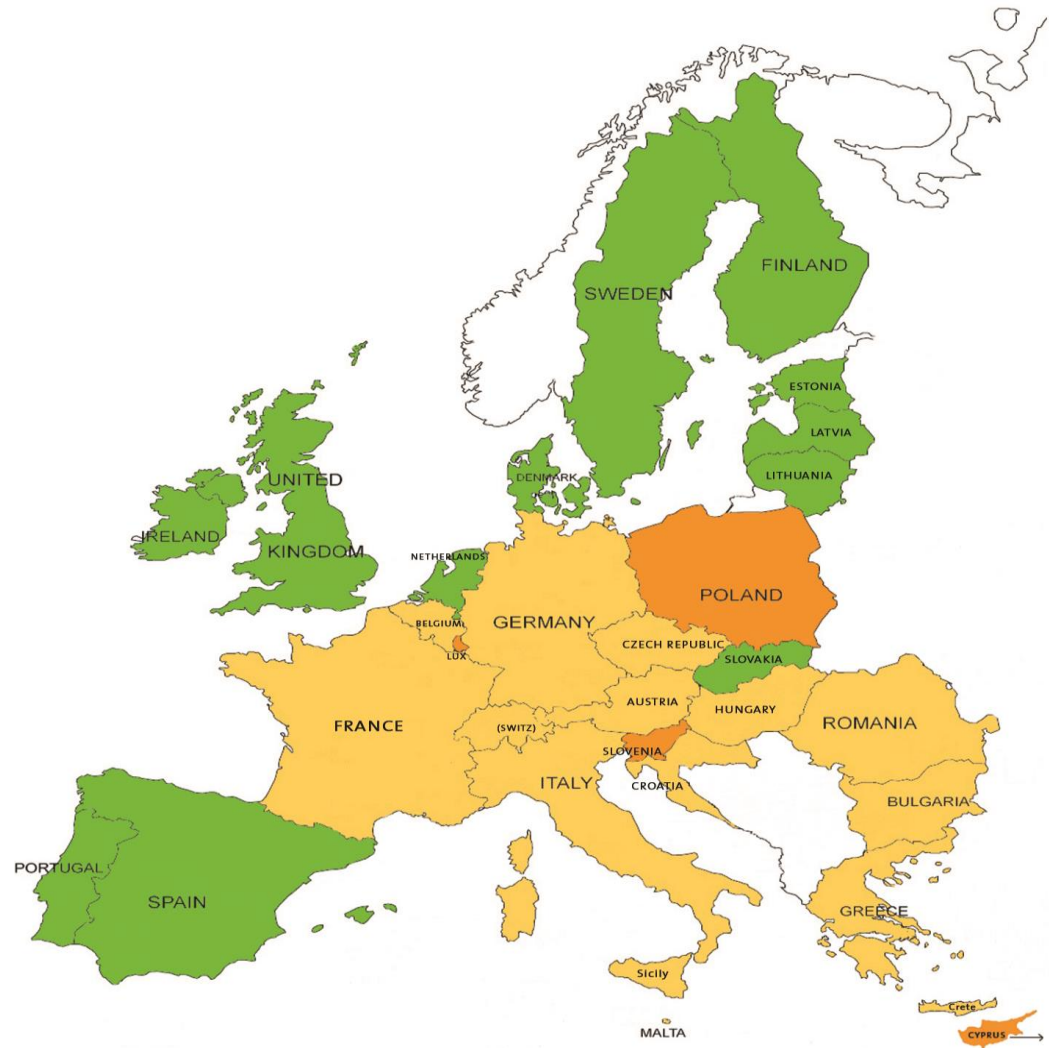 FINLAND
SWEDEN
ESTONIA
LATVIA
LITHUANIA
DENMARK
UNITED
KINGDOM
IRELAND
NETHERLANDS
POLAND
GERMANY
BELGIUM
LUX
CZECH REPUBLIC
SLOVAKIA
AUSTRIA
HUNGARY
ROMANIA
FRANCE
(SWITZ)
SLOVENIA
CROATIA
ITALY
BULGARIA
PORTUGAL
SPAIN
GREECE
Sicily
Crete
MALTA
CYPRUS